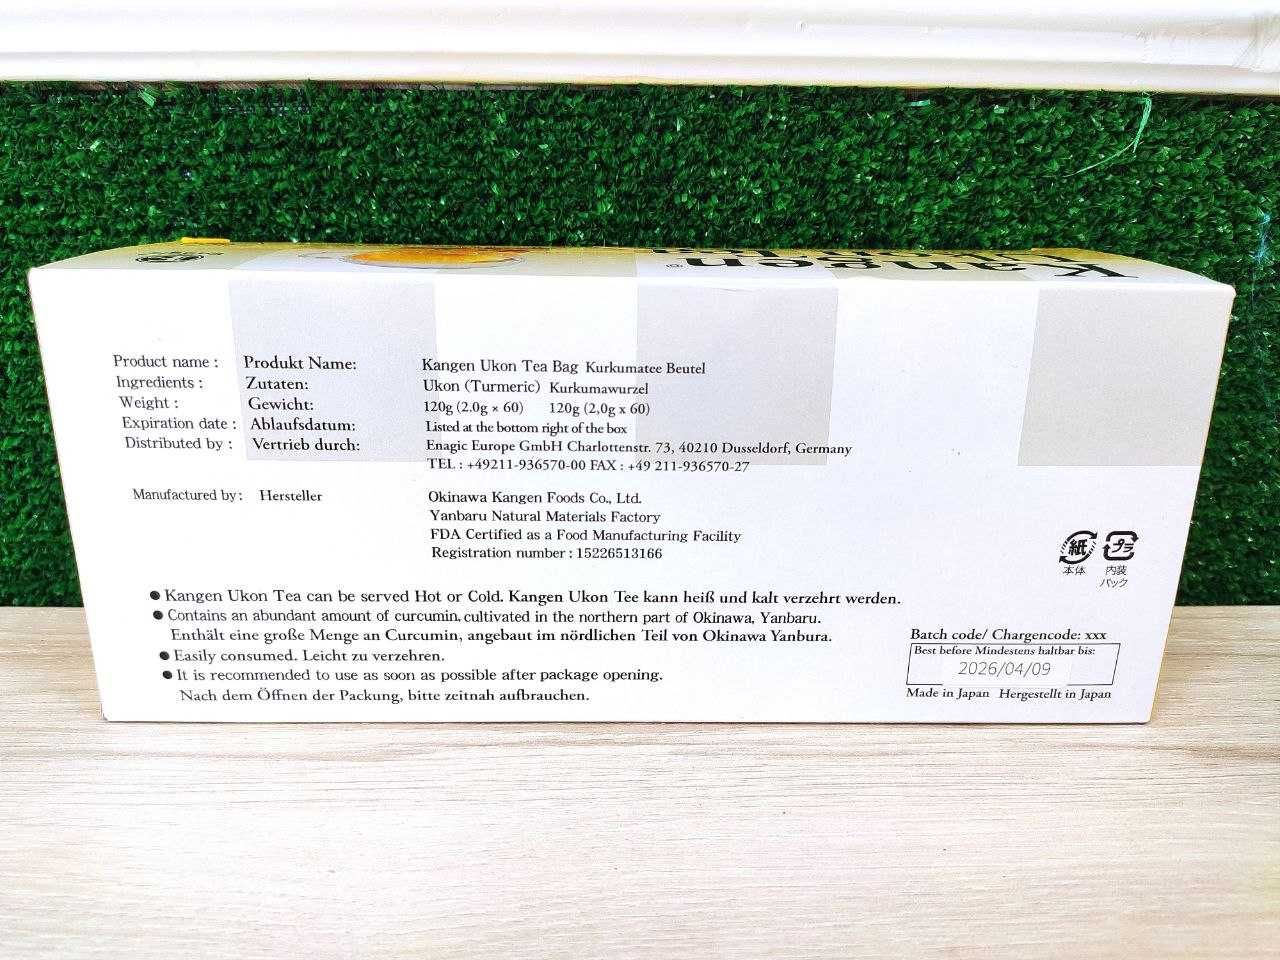 Kangen®
Product name : Produkt Name: Kangen Ukon Tea Bag Kurkumatee Beutel
Ingredients : Zutaten: Ukon (Turmeric) Kurkumawurzel
Weight : Gewicht: 120g (2.0g × 60) 120g (2,0g x 60)
Expiration date : Ablaufsdatum: Listed at the bottom right of the box
Distributed by : Vertrieb durch: Enagic Europe GmbH Charlottenstr. 73, 40210 Dusseldorf, Germany
TEL : +49211-936570-00 FAX : +49 211-936570-27
Manufactured by : Hersteller Okinawa Kangen Foods Co., Ltd.
Yanbaru Natural Materials Factory
FDA Certified as a Food Manufacturing Facility
Registration number : 15226513166
紙 プラ
本体 内装
パック
● Kangen Ukon Tea can be served Hot or Cold. Kangen Ukon Tee kann heiß und kalt verzehrt werden.
● Contains an abundant amount of curcumin, cultivated in the northern part of Okinawa, Yanbaru.
Enthält eine große Menge an Curcumin, angebaut im nördlichen Teil von Okinawa Yanbura.
● Easily consumed. Leicht zu verzehren.
● It is recommended to use as soon as possible after package opening.
Nach dem Öffnen der Packung, bitte zeitnah aufbrauchen.
Batch code/ Chargencode: xxx
Best before Mindestens haltbar bis:
2026/04/09
Made in Japan Hergestellt in Japan